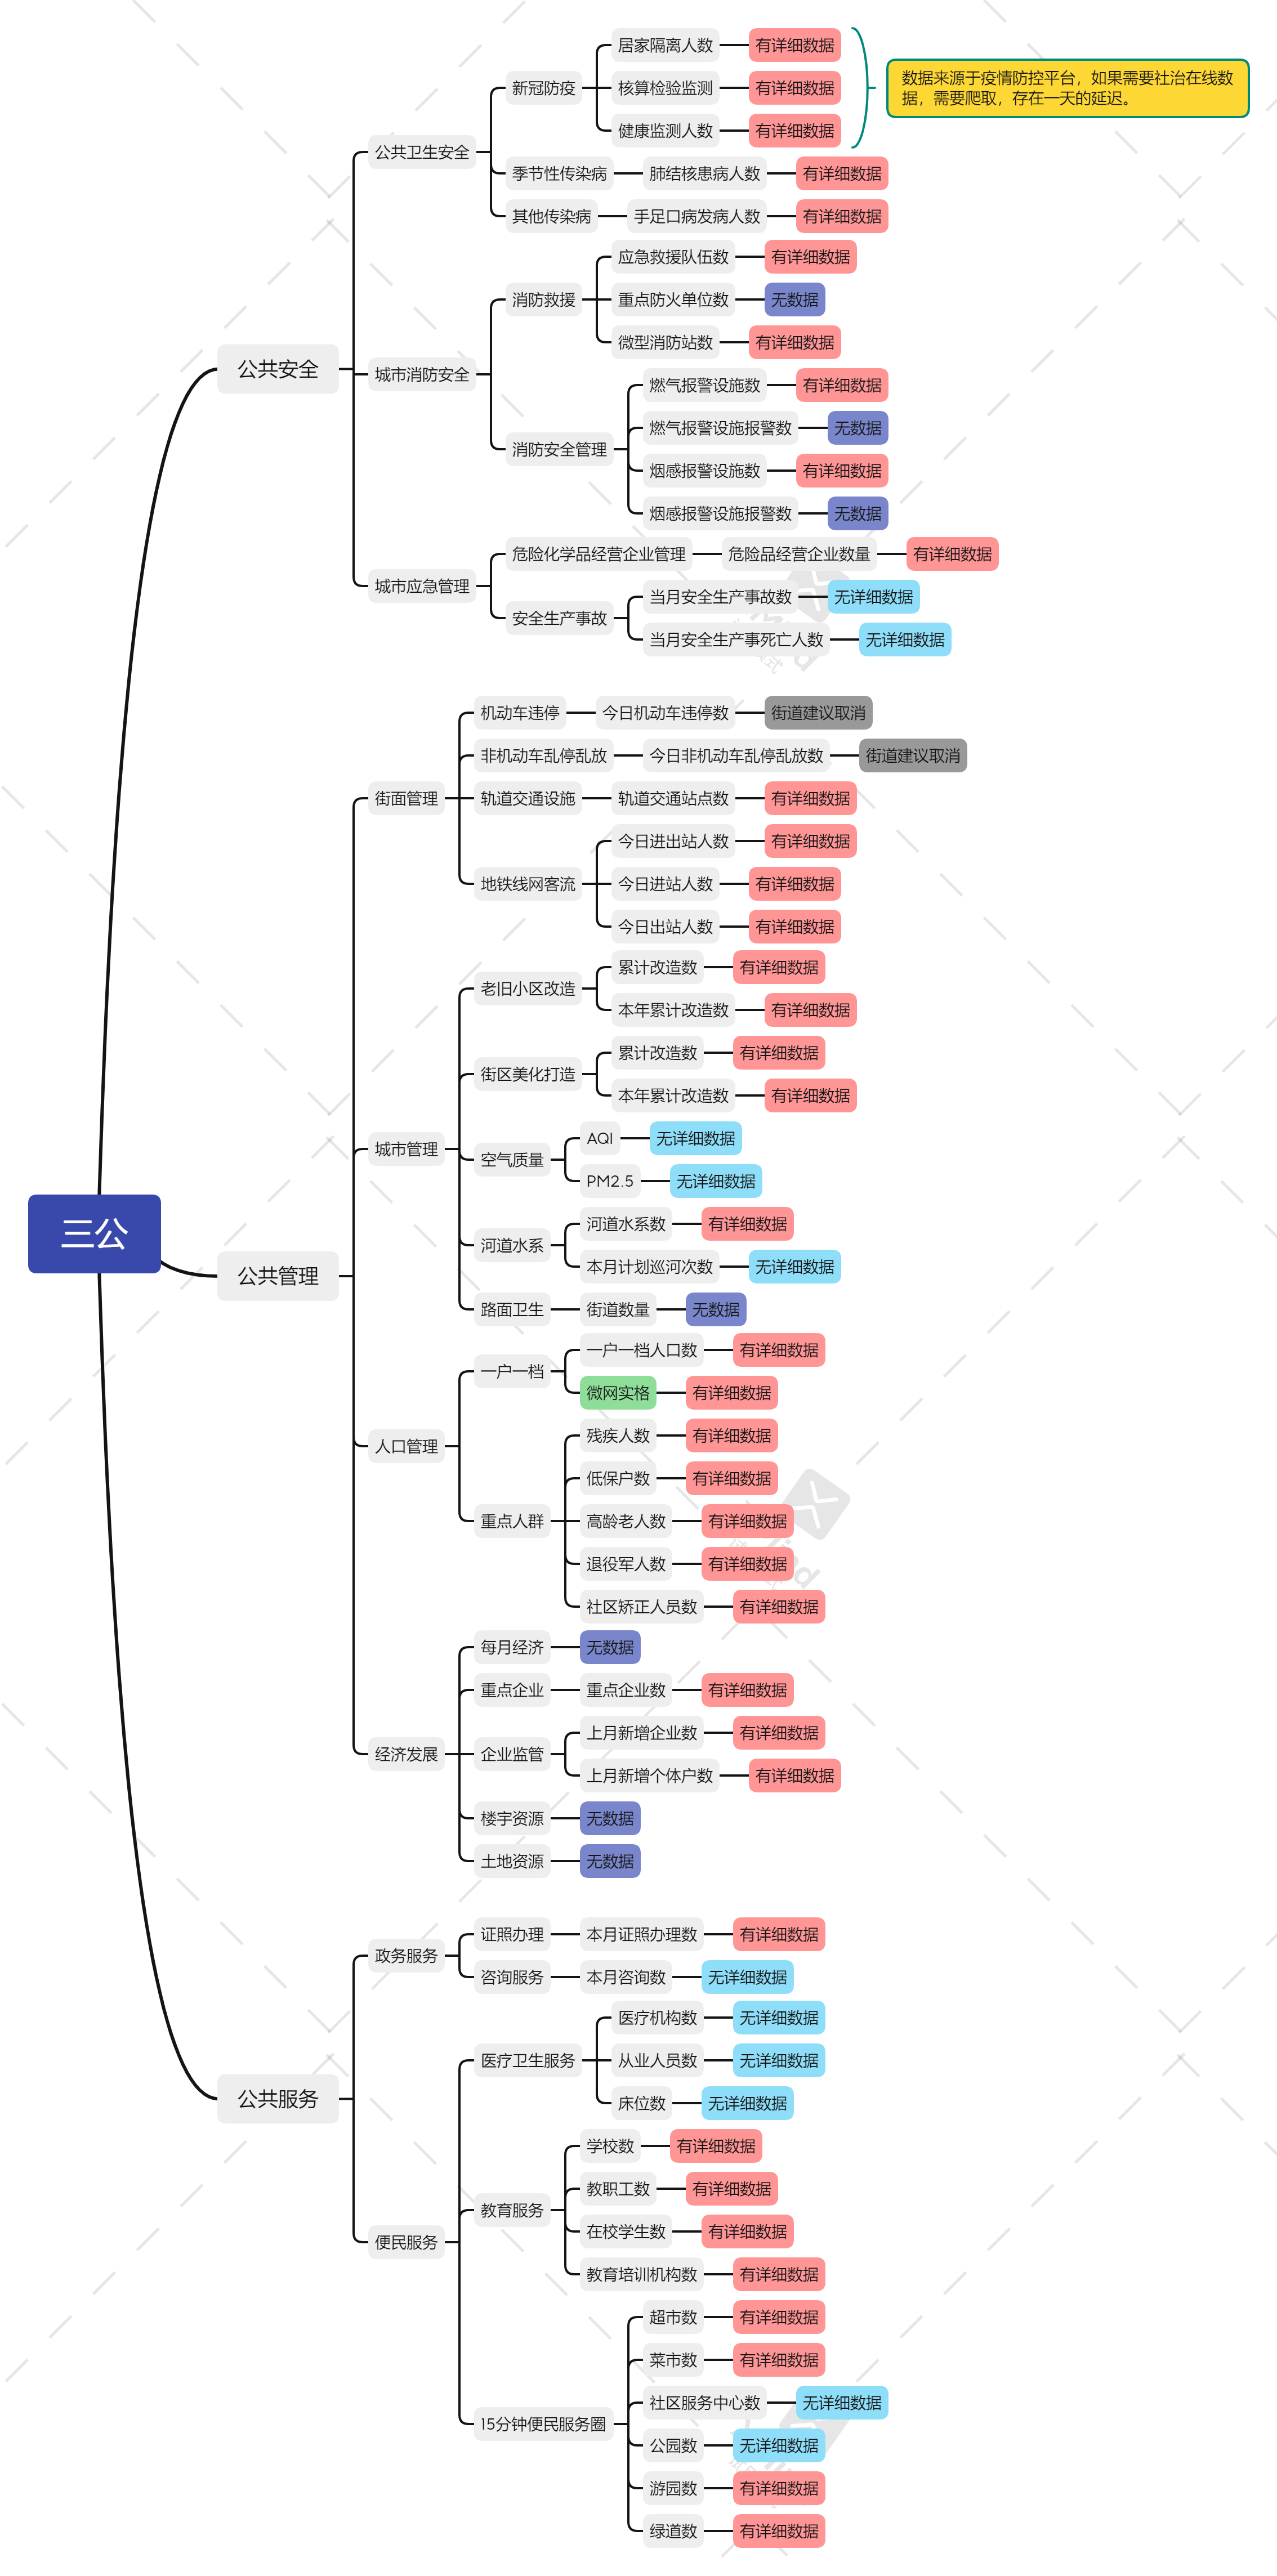 三公
公共安全
公共卫生安全
新冠防疫
居家隔离人数
有详细数据
核算检验监测
有详细数据
健康监测人数
有详细数据
数据来源于疫情防控平台，如果需要社治在线数
据，需要爬取，存在一天的延迟。
季节性传染病
肺结核患病人数
有详细数据
其他传染病
手足口病发病人数
有详细数据
城市消防安全
消防救援
应急救援队伍数
有详细数据
重点防火单位数
无数据
微型消防站数
有详细数据
消防安全管理
燃气报警设施数
有详细数据
燃气报警设施报警数
无数据
烟感报警设施数
有详细数据
烟感报警设施报警数
无数据
城市应急管理
危险化学品经营企业管理
危险品经营企业数量
有详细数据
安全生产事故
当月安全生产事故数
无详细数据
当月安全生产事死亡人数
无详细数据
公共管理
街面管理
机动车违停
今日机动车违停数
街道建议取消
非机动车乱停乱放
今日非机动车乱停乱放数
街道建议取消
轨道交通设施
轨道交通站点数
有详细数据
地铁线网客流
今日进出站人数
有详细数据
今日进站人数
有详细数据
今日出站人数
有详细数据
城市管理
老旧小区改造
累计改造数
有详细数据
本年累计改造数
有详细数据
街区美化打造
累计改造数
有详细数据
本年累计改造数
有详细数据
空气质量
AQI
无详细数据
PM2.5
无详细数据
河道水系
河道水系数
有详细数据
本月计划巡河次数
无详细数据
路面卫生
街道数量
无数据
人口管理
一户一档
一户一档人口数
有详细数据
微网实格
有详细数据
重点人群
残疾人数
有详细数据
低保户数
有详细数据
高龄老人数
有详细数据
退役军人数
有详细数据
社区矫正人员数
有详细数据
经济发展
每月经济
无数据
重点企业
重点企业数
有详细数据
企业监管
上月新增企业数
有详细数据
上月新增个体户数
有详细数据
楼宇资源
无数据
土地资源
无数据
公共服务
政务服务
证照办理
本月证照办理数
有详细数据
咨询服务
本月咨询数
无详细数据
便民服务
医疗卫生服务
医疗机构数
无详细数据
从业人员数
无详细数据
床位数
无详细数据
教育服务
学校数
有详细数据
教职工数
有详细数据
在校学生数
有详细数据
教育培训机构数
有详细数据
15分钟便民服务圈
超市数
有详细数据
菜市数
有详细数据
社区服务中心数
无详细数据
公园数
无详细数据
游园数
有详细数据
绿道数
有详细数据